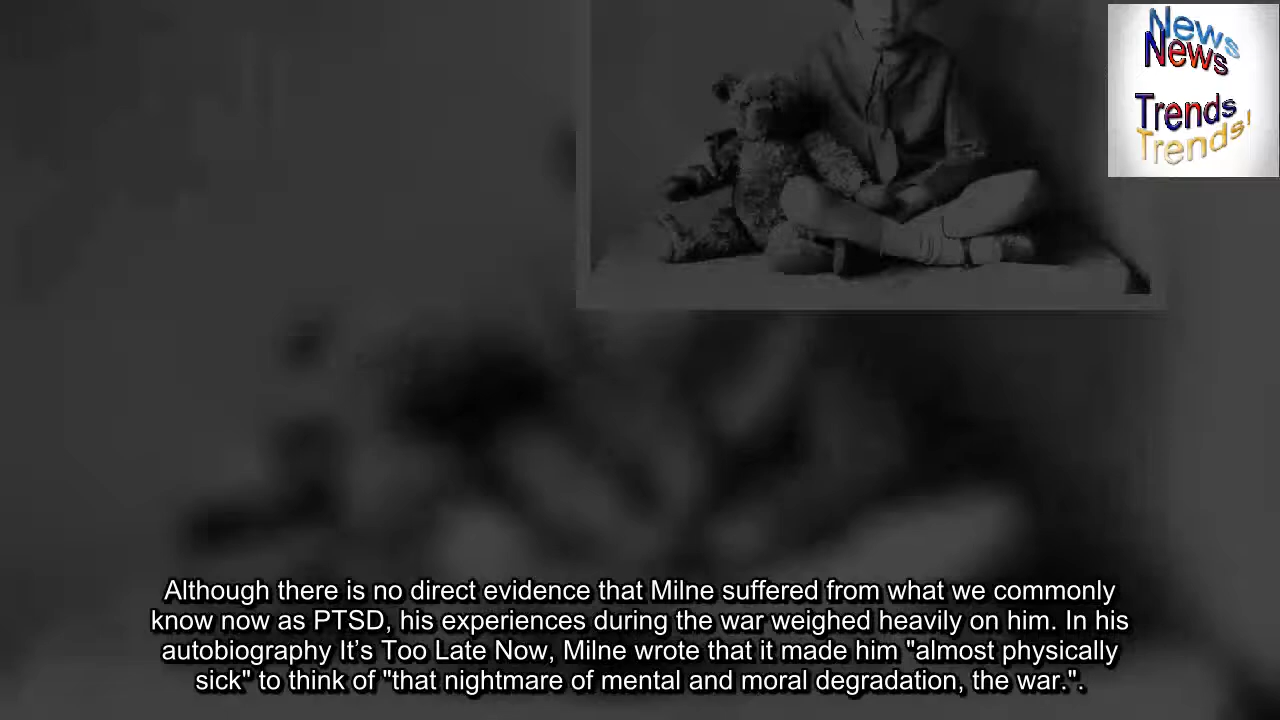 News
News
Trends
Trends!
Although there is no direct evidence that Milne suffered from what we commonly
know now as PTSD, his experiences during the war weighed heavily on him. In his
autobiography It’s Too Late Now, Milne wrote that it made him "almost physically
sick" to think of "that nightmare of mental and moral degradation, the war.".